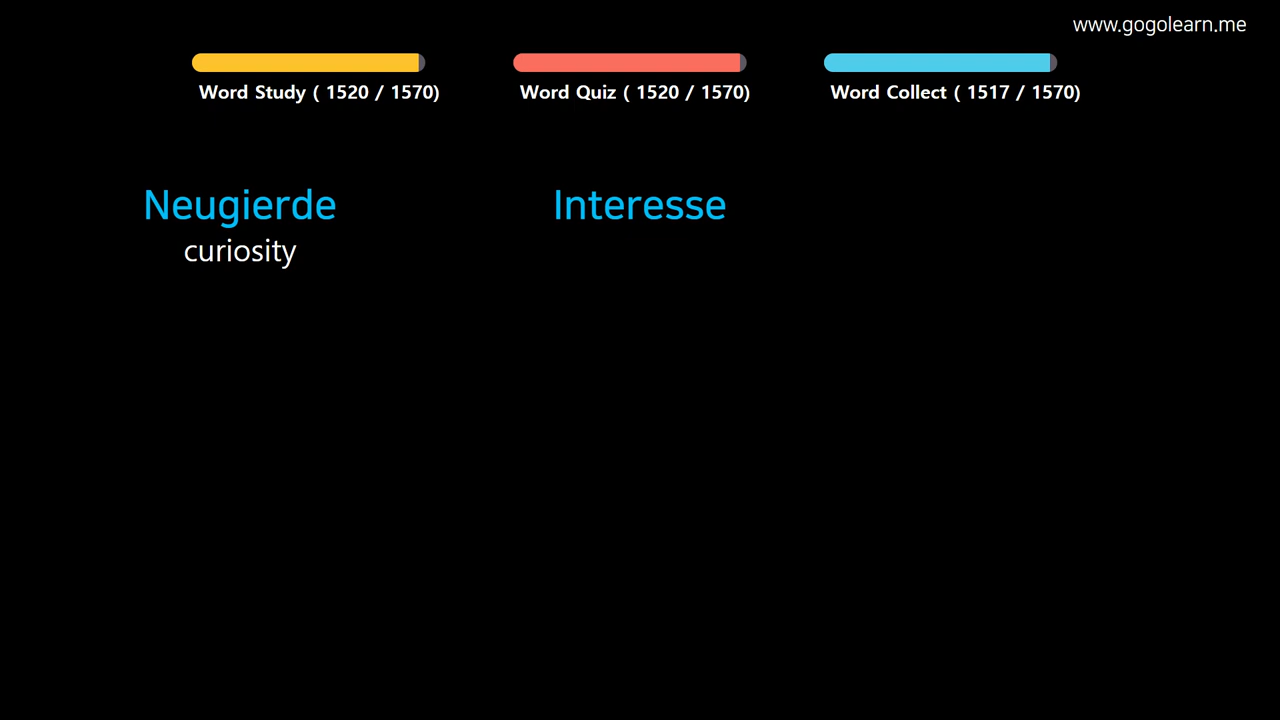 www.gogolearn.me
Word Study ( 1520 / 1570)
Word Quiz ( 1520 / 1570)
Word Collect ( 1517 / 1570)
Neugierde
curiosity
Interesse